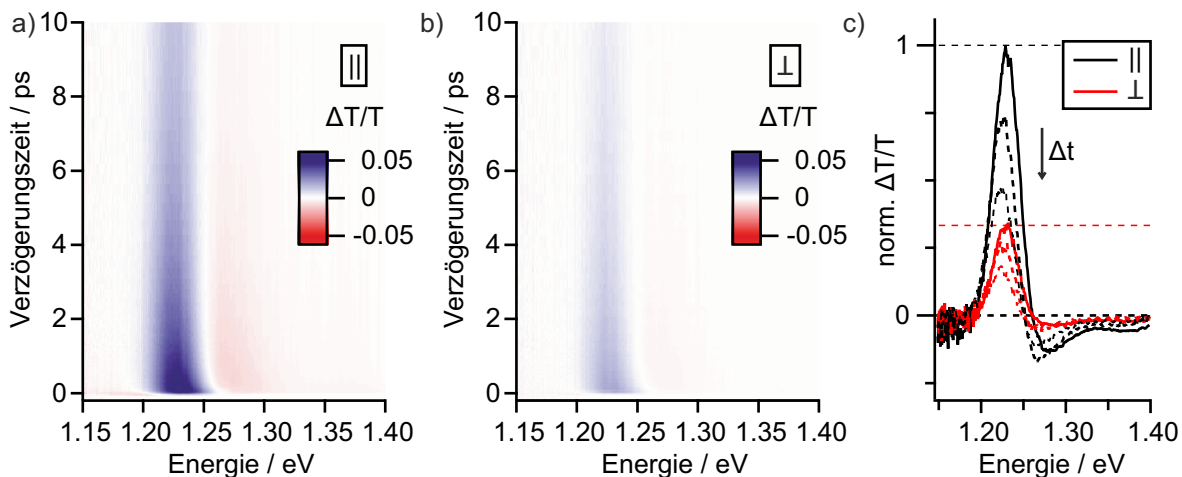 a)
10
8
6
4
2
0
Verzögerungszeit / ps
||
ΔT/T
0.05
0
-0.05
1.15 1.20 1.25 1.30 1.35 1.40
Energie / eV
b)
10
8
6
4
2
0
Verzögerungszeit / ps
⊥
ΔT/T
0.05
0
-0.05
1.15 1.20 1.25 1.30 1.35 1.40
Energie / eV
c)
1
0
norm. ΔT/T
||
⊥
Δt
1.20 1.30 1.40
Energie / eV